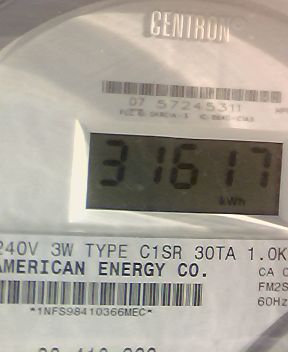 CENTRON
07 57245311
31617
kWh
240V 3W TYPE C1SR 30TA 1.0K
AMERICAN ENERGY CO.
CA
FM2S
60Hz
*1NFS98410366MEC*